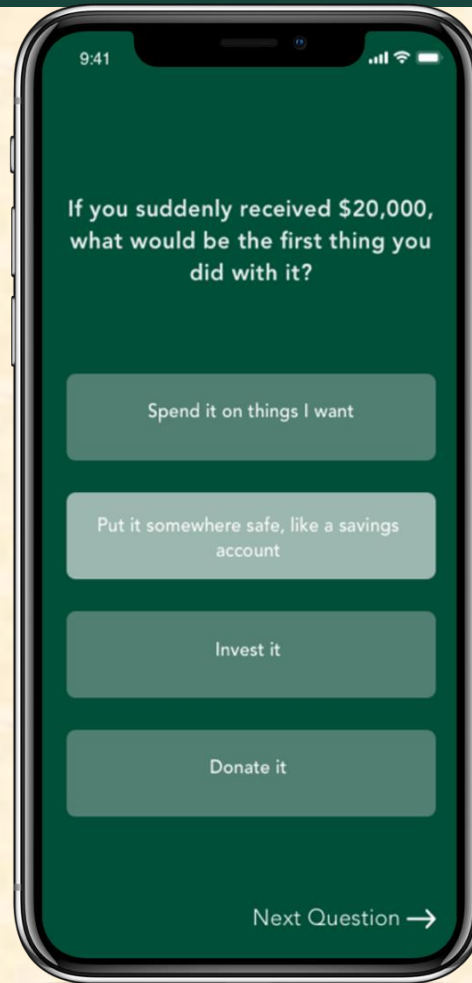 9:41
If you suddenly received $20,000,
what would be the first thing you
did with it?
Spend it on things I want
Put it somewhere safe, like a savings
account
Invest it
Donate it
Next Question →